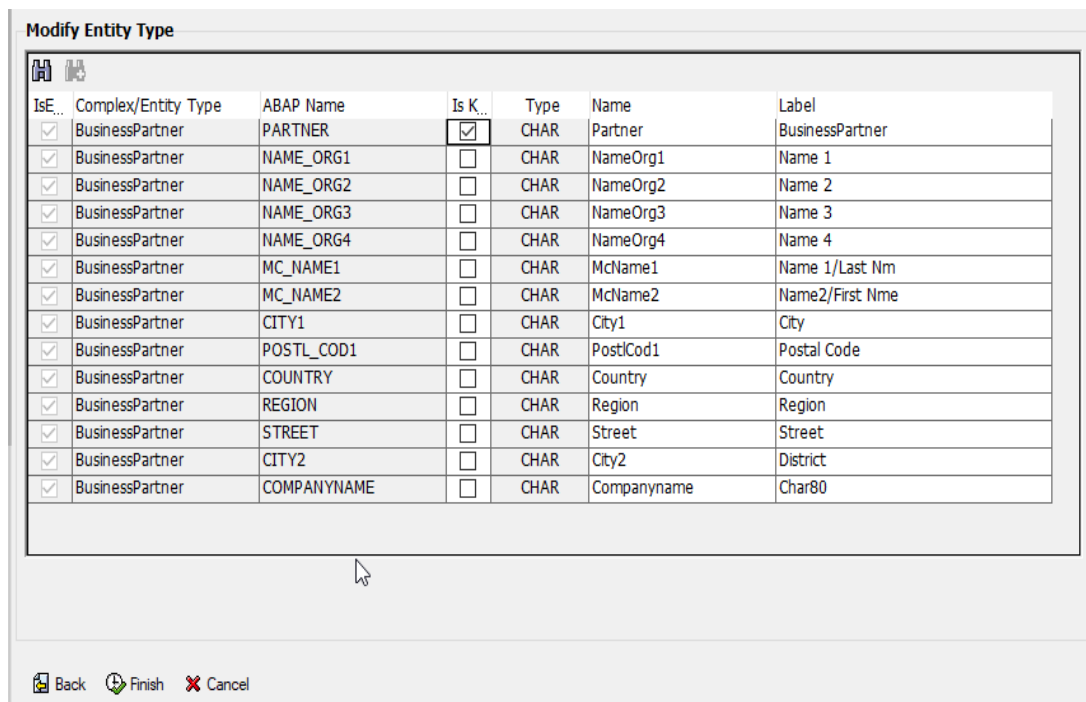 Modify Entity Type
IsE... Complex/Entity Type ABAP Name Is K... Type Name Label
BusinessPartner PARTNER CHAR Partner BusinessPartner
BusinessPartner NAME_ORG1 CHAR NameOrg1 Name 1
BusinessPartner NAME_ORG2 CHAR NameOrg2 Name 2
BusinessPartner NAME_ORG3 CHAR NameOrg3 Name 3
BusinessPartner NAME_ORG4 CHAR NameOrg4 Name 4
BusinessPartner MC_NAME1 CHAR McName1 Name 1/Last Nm
BusinessPartner MC_NAME2 CHAR McName2 Name2/First Nme
BusinessPartner CITY1 CHAR City1 City
BusinessPartner POSTL_COD1 CHAR PostlCod1 Postal Code
BusinessPartner COUNTRY CHAR Country Country
BusinessPartner REGION CHAR Region Region
BusinessPartner STREET CHAR Street Street
BusinessPartner CITY2 CHAR City2 District
BusinessPartner COMPANYNAME CHAR Companyname Char80
Back Finish Cancel